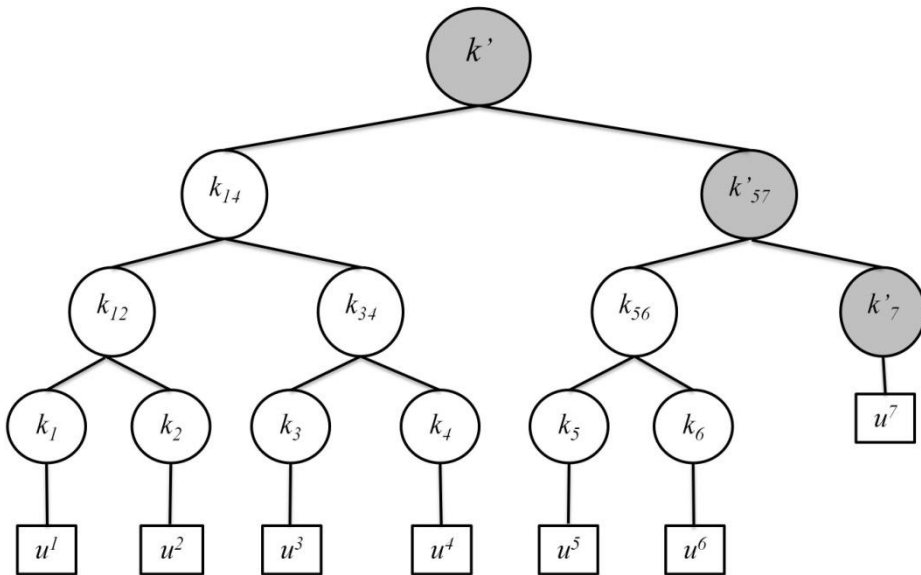 k’
k₁₄ k’₅₇
k₁₂ k₃₄ k₅₆ k’₇
k₁ k₂ k₃ k₄ k₅ k₆ u⁷
u¹ u² u³ u⁴ u⁵ u⁶